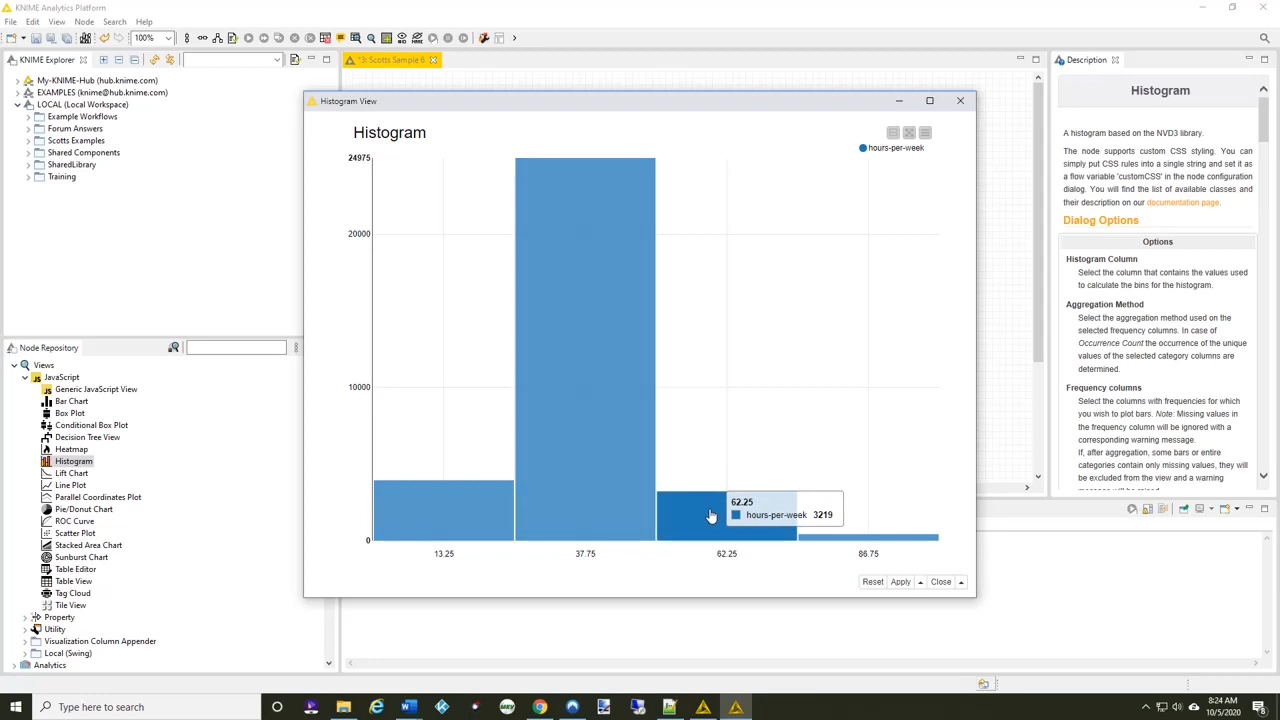 KNIME Analytics Platform
File Edit View Node Search Help
100%
KNIME Explorer
My-KNIME-Hub (hub.knime.com)
EXAMPLES (knime@hub.knime.com)
LOCAL (Local Workspace)
Example Workflows
Forum Answers
Scotts Examples
Shared Components
SharedLibrary
Training
Node Repository
Views
JavaScript
Generic JavaScript View
Bar Chart
Box Plot
Conditional Box Plot
Decision Tree View
Heatmap
Histogram
Lift Chart
Line Plot
Parallel Coordinates Plot
Pie/Donut Chart
ROC Curve
Scatter Plot
Stacked Area Chart
Sunburst Chart
Table Editor
Table View
Tag Cloud
Tile View
Property
Utility
Visualization Column Appender
Local (Swing)
Analytics
*3: Scotts Sample 6
Histogram View
Histogram
hours-per-week
24975
20000
10000
0
62.25
hours-per-week 3219
13.25 37.75 62.25 86.75
Reset Apply Close
Description
Histogram
A histogram based on the NVD3 library.
The node supports custom CSS styling. You can
simply put CSS rules into a single string and set it as
a flow variable 'customCSS' in the node configuration
dialog. You will find the list of available classes and
their description on our documentation page.
Dialog Options
Options
Histogram Column
Select the column that contains the values used
to calculate the bins for the histogram.
Aggregation Method
Select the aggregation method used on the
selected frequency columns. In case of
Occurrence Count the occurrence of the unique
values of the selected category columns are
determined.
Frequency columns
Select the columns with frequencies for which
you wish to plot bars. Note: Missing values in
the frequency column will be ignored with a
corresponding warning message.
If, after aggregation, some bars or entire
categories contain only missing values, they will
be excluded from the view and a warning
Type here to search
8:24 AM
10/5/2020